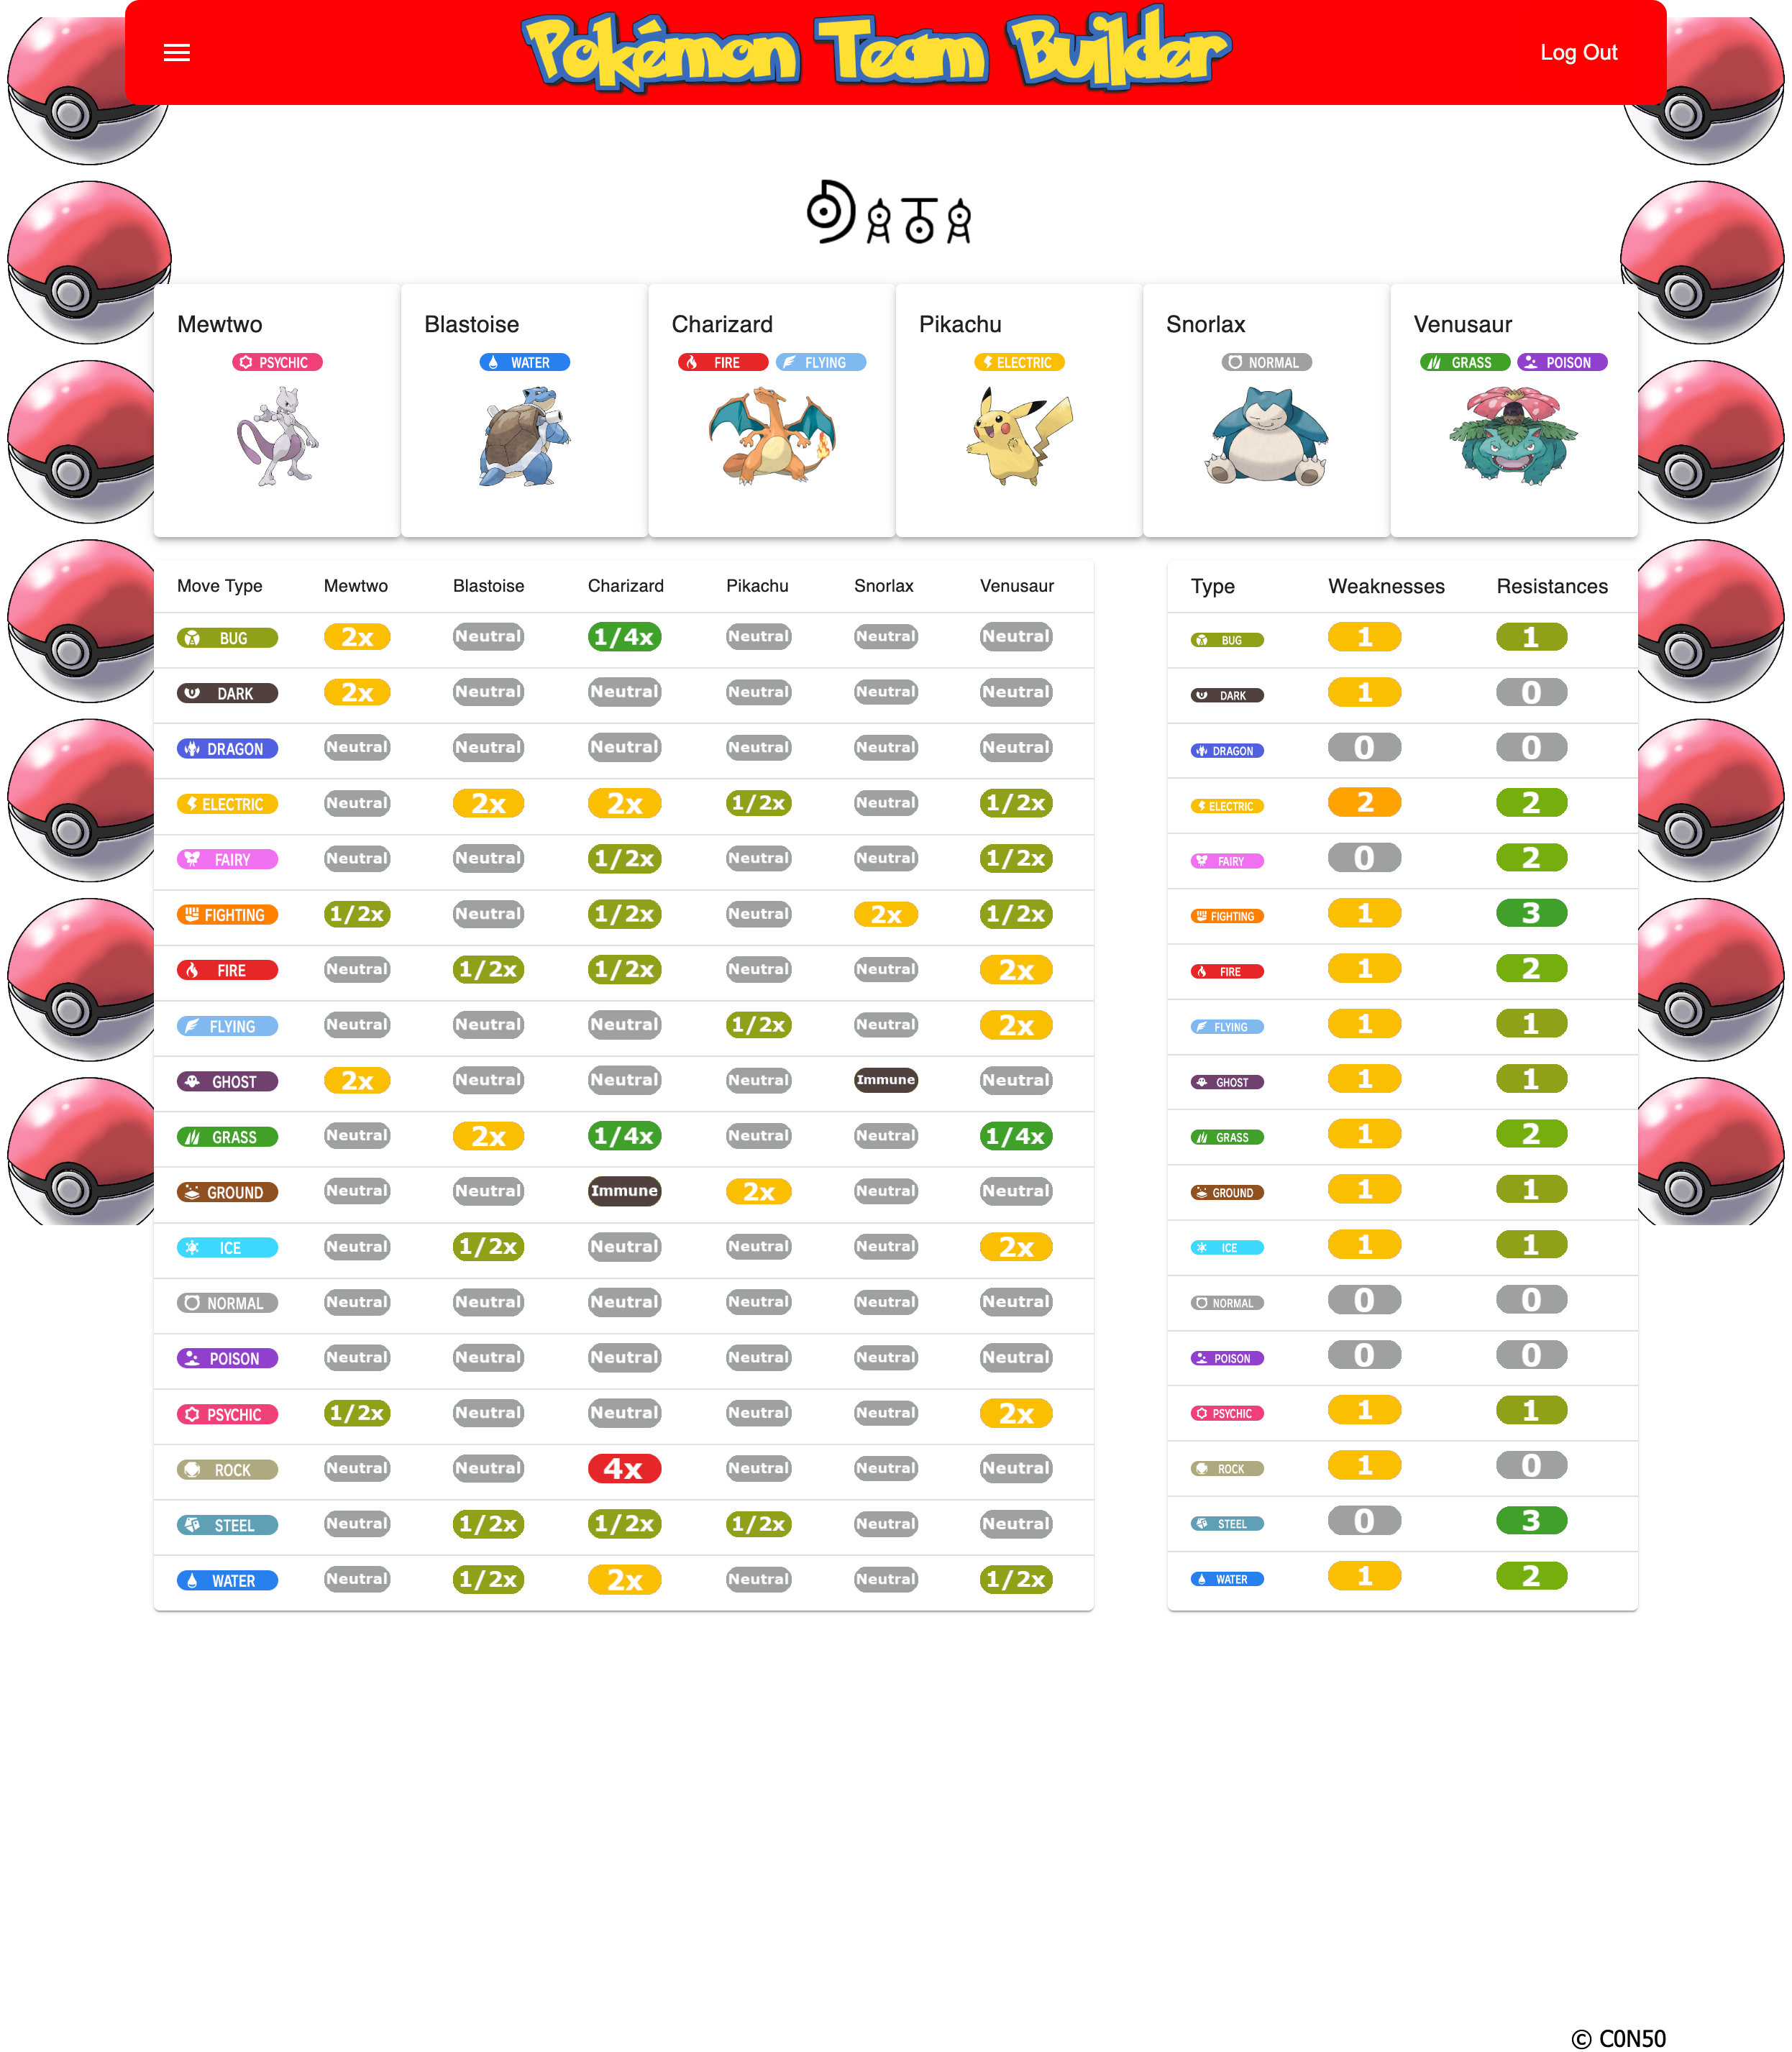 Pokémon Team Builder
Log Out
DATA
Mewtwo Blastoise Charizard Pikachu Snorlax Venusaur
PSYCHIC WATER FIRE FLYING ELECTRIC NORMAL GRASS POISON
Move Type Mewtwo Blastoise Charizard Pikachu Snorlax Venusaur
BUG 2x Neutral 1/4x Neutral Neutral Neutral
DARK 2x Neutral Neutral Neutral Neutral Neutral
DRAGON Neutral Neutral Neutral Neutral Neutral Neutral
ELECTRIC Neutral 2x 2x 1/2x Neutral 1/2x
FAIRY Neutral Neutral 1/2x Neutral Neutral 1/2x
FIGHTING 1/2x Neutral 1/2x Neutral 2x 1/2x
FIRE Neutral 1/2x 1/2x Neutral Neutral 2x
FLYING Neutral Neutral Neutral 1/2x Neutral 2x
GHOST 2x Neutral Neutral Neutral Immune Neutral
GRASS Neutral 2x 1/4x Neutral Neutral 1/4x
GROUND Neutral Neutral Immune 2x Neutral Neutral
ICE Neutral 1/2x Neutral Neutral Neutral 2x
NORMAL Neutral Neutral Neutral Neutral Neutral Neutral
POISON Neutral Neutral Neutral Neutral Neutral Neutral
PSYCHIC 1/2x Neutral Neutral Neutral Neutral 2x
ROCK Neutral Neutral 4x Neutral Neutral Neutral
STEEL Neutral 1/2x 1/2x 1/2x Neutral Neutral
WATER Neutral 1/2x 2x Neutral Neutral 1/2x
Type Weaknesses Resistances
BUG 1 1
DARK 1 0
DRAGON 0 0
ELECTRIC 2 2
FAIRY 0 2
FIGHTING 1 3
FIRE 1 2
FLYING 1 1
GHOST 1 1
GRASS 1 2
GROUND 1 1
ICE 1 1
NORMAL 0 0
POISON 0 0
PSYCHIC 1 1
ROCK 1 0
STEEL 0 3
WATER 1 2
© C0N50